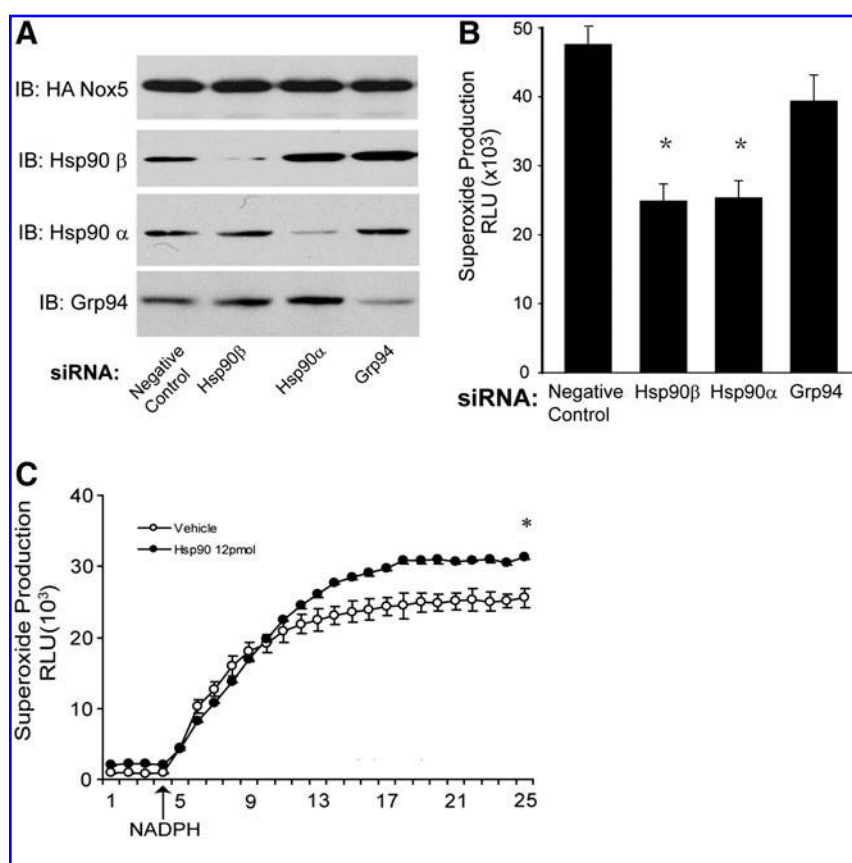 A
IB: HA Nox5
IB: Hsp90 β
IB: Hsp90 α
IB: Grp94
siRNA:
Negative Control
Hsp90β
Hsp90α
Grp94
B
Superoxide Production
RLU (x10³)
50
40
30
20
10
0
*
*
siRNA:
Negative Control
Hsp90β
Hsp90α
Grp94
C
Superoxide Production
RLU(10³)
40
30
20
10
0
Vehicle
Hsp90 12pmol
*
1 5 9 13 17 21 25
NADPH